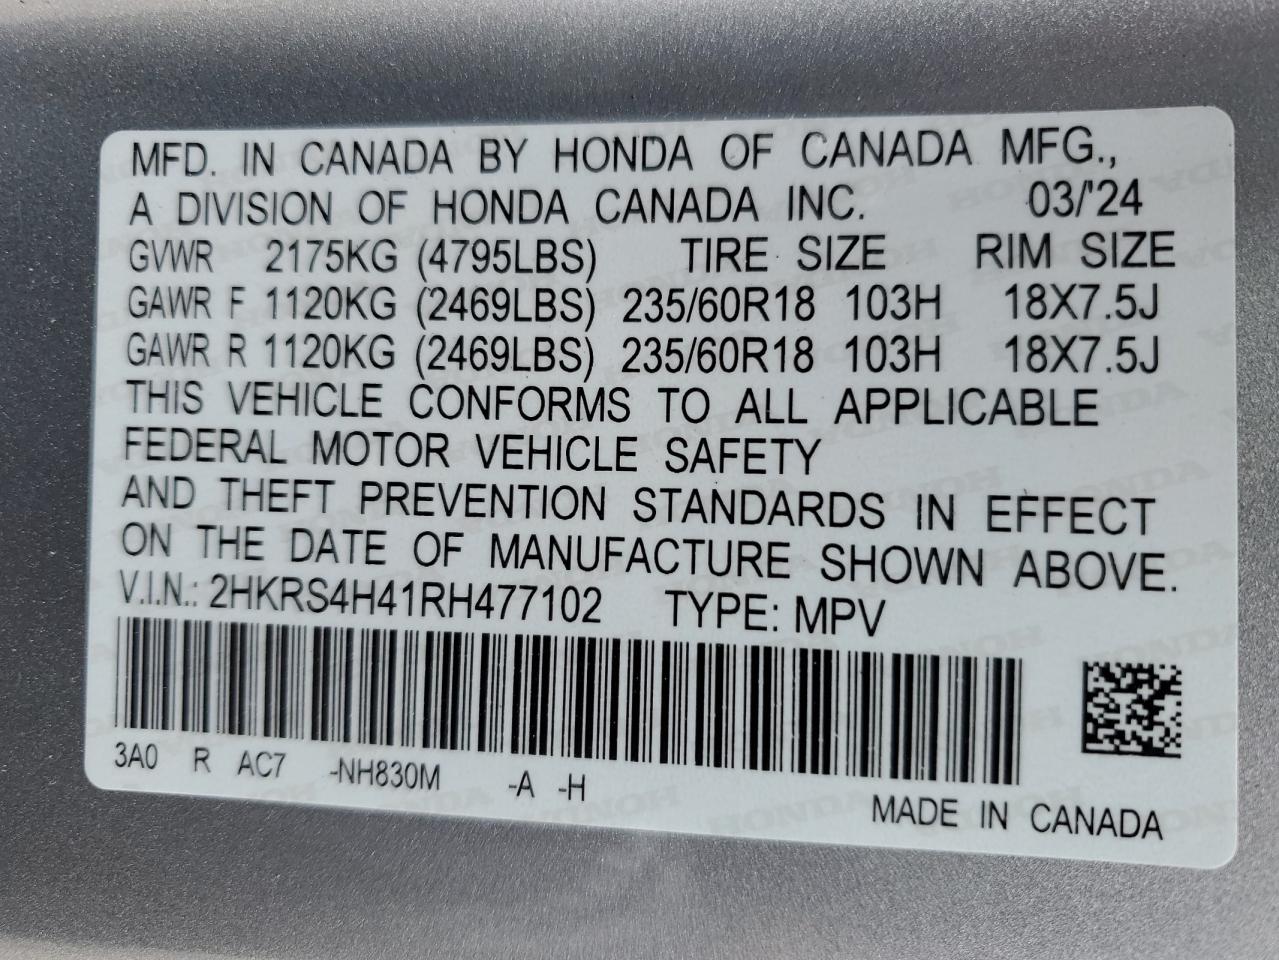 MFD. IN CANADA BY HONDA OF CANADA MFG.,
A DIVISION OF HONDA CANADA INC. 03/'24
GVWR 2175KG (4795LBS) TIRE SIZE RIM SIZE
GAWR F 1120KG (2469LBS) 235/60R18 103H 18X7.5J
GAWR R 1120KG (2469LBS) 235/60R18 103H 18X7.5J
THIS VEHICLE CONFORMS TO ALL APPLICABLE
FEDERAL MOTOR VEHICLE SAFETY
AND THEFT PREVENTION STANDARDS IN EFFECT
ON THE DATE OF MANUFACTURE SHOWN ABOVE.
V.I.N.: 2HKRS4H41RH477102 TYPE: MPV
3A0 R AC7 -NH830M -A -H
MADE IN CANADA